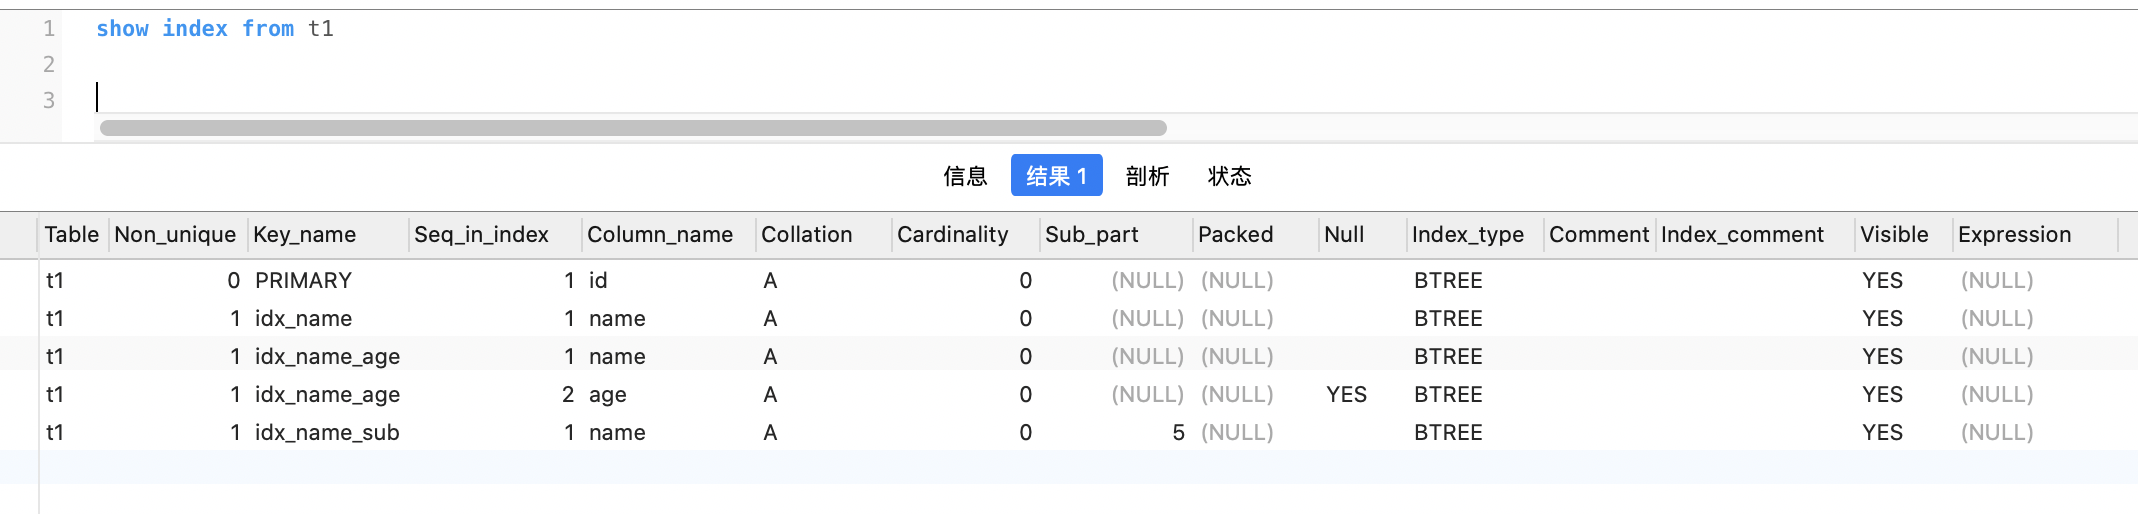 1 show index from t1
2
3
信息 结果 1 剖析 状态
Table Non_unique Key_name Seq_in_index Column_name Collation Cardinality Sub_part Packed Null Index_type Comment Index_comment Visible Expression
t1 0 PRIMARY 1 id A 0 (NULL) (NULL) BTREE YES (NULL)
t1 1 idx_name 1 name A 0 (NULL) (NULL) BTREE YES (NULL)
t1 1 idx_name_age 1 name A 0 (NULL) (NULL) BTREE YES (NULL)
t1 1 idx_name_age 2 age A 0 (NULL) (NULL) YES BTREE YES (NULL)
t1 1 idx_name_sub 1 name A 0 5 (NULL) BTREE YES (NULL)